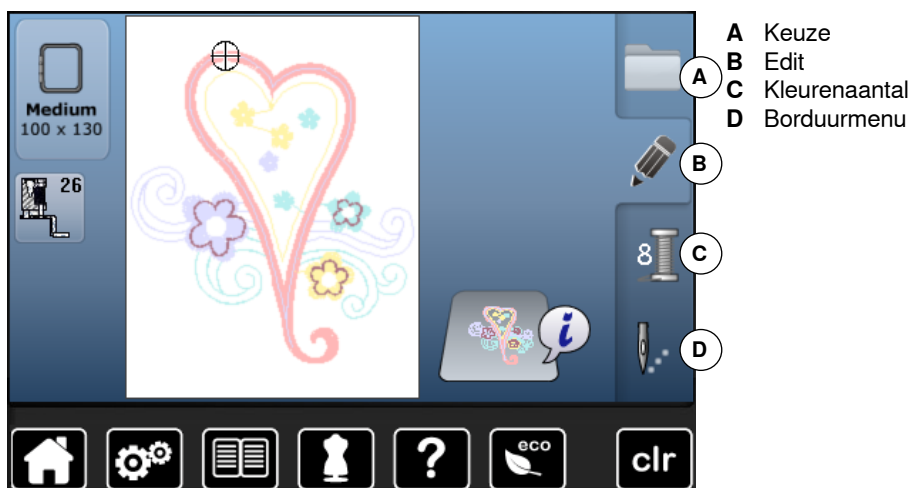 Medium
100 x 130
26
8
i
A
B
C
D
?
eco
clr
A Keuze
B Edit
C Kleurenaantal
D Borduurmenu